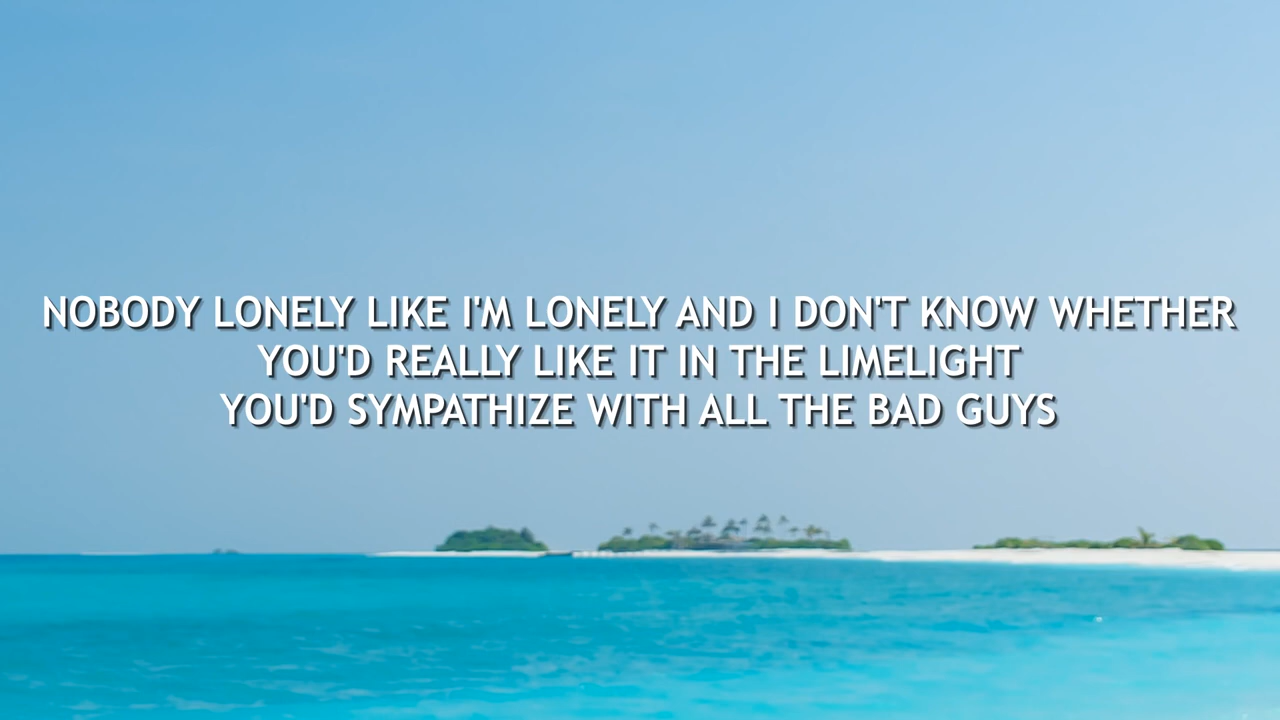 NOBODY LONELY LIKE I'M LONELY AND I DON'T KNOW WHETHER
YOU'D REALLY LIKE IT IN THE LIMELIGHT
YOU'D SYMPATHIZE WITH ALL THE BAD GUYS